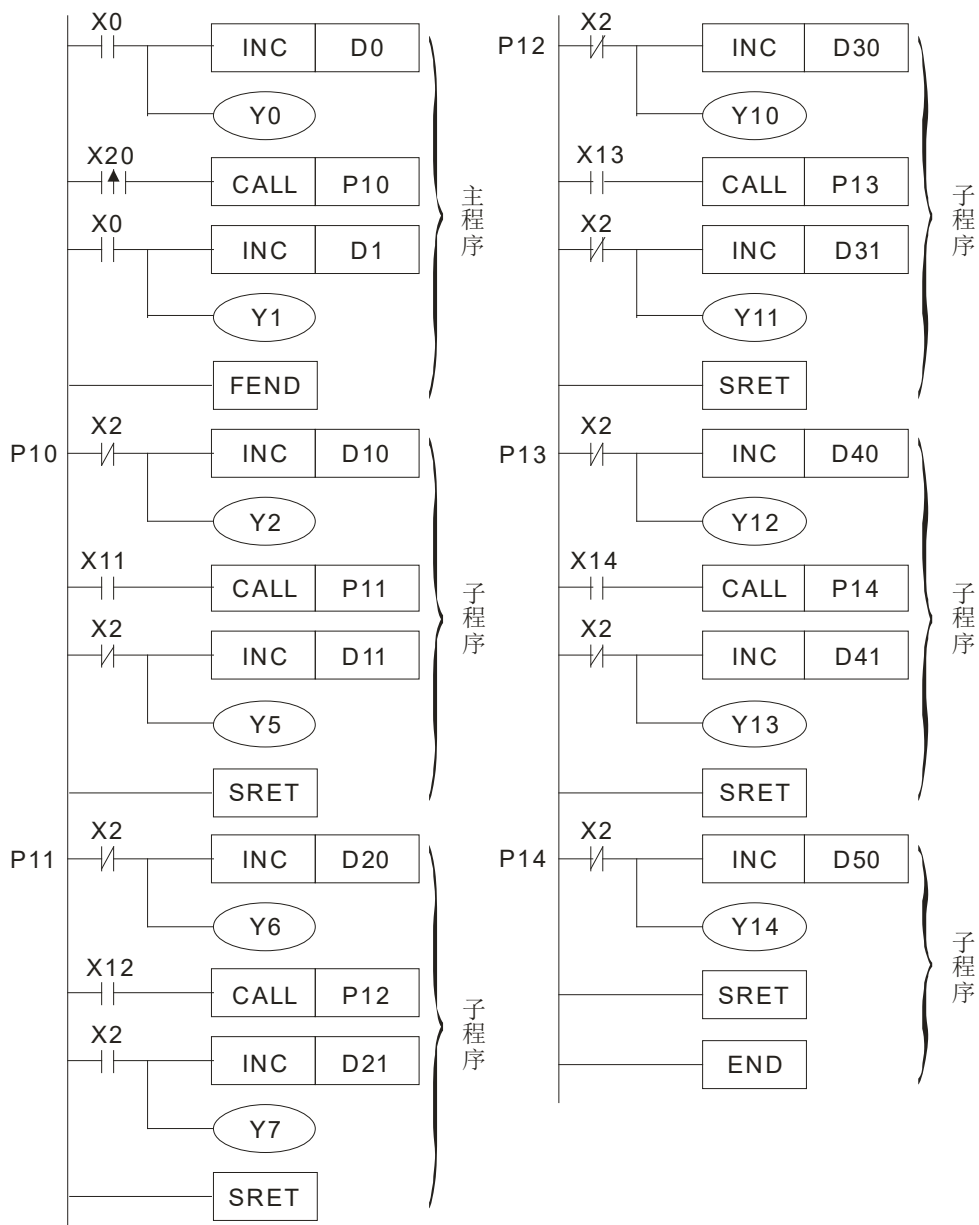 X0
INC D0
Y0
X20
CALL P10
X0
INC D1
Y1
FEND
主程序
P10
X2
INC D10
Y2
X11
CALL P11
X2
INC D11
Y5
SRET
子程序
P11
X2
INC D20
Y6
X12
CALL P12
X2
INC D21
Y7
SRET
子程序
P12
X2
INC D30
Y10
X13
CALL P13
X2
INC D31
Y11
SRET
子程序
P13
X2
INC D40
Y12
X14
CALL P14
X2
INC D41
Y13
SRET
子程序
P14
X2
INC D50
Y14
SRET
END
子程序